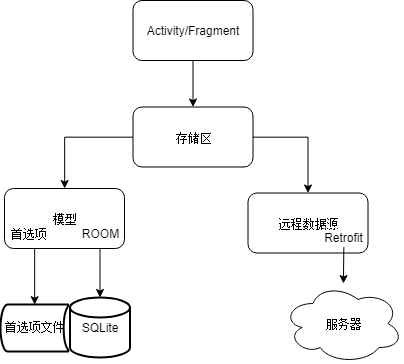 Activity/Fragment
存储区
模型
首选项
ROOM
远程数据源
Retrofit
首选项文件
SQLite
服务器